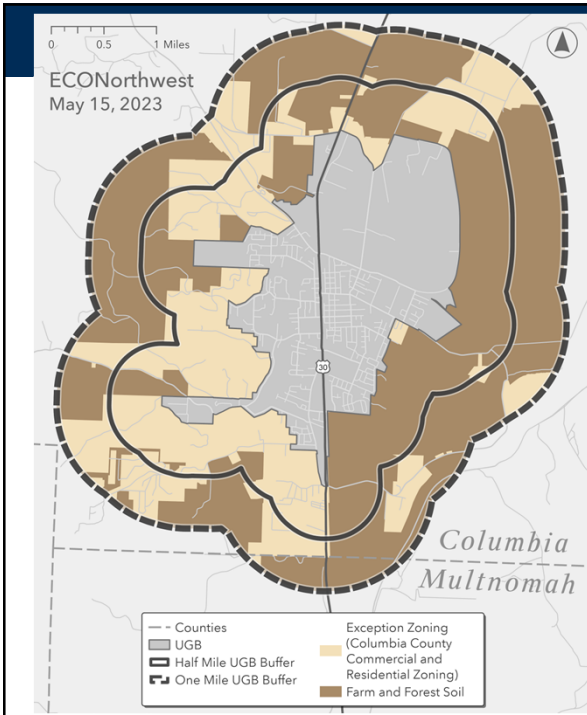 0 0.5 1 Miles
ECONorthwest
May 15, 2023
30
Columbia
Multnomah
Counties
UGB
Half Mile UGB Buffer
One Mile UGB Buffer
Exception Zoning
(Columbia County
Commercial and
Residential Zoning)
Farm and Forest Soil